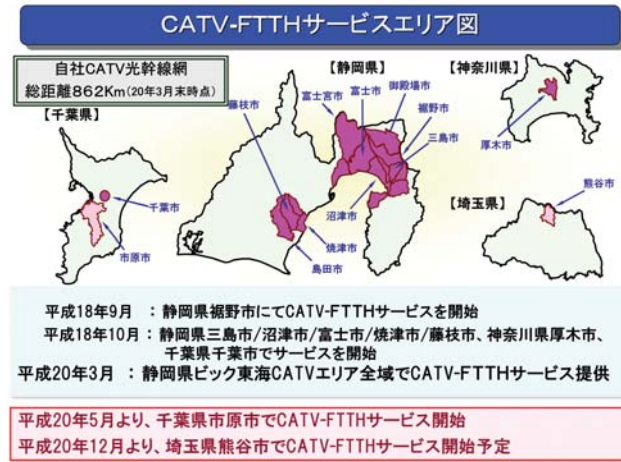 CATV-FTTHサービスエリア図
自社CATV光幹線網
総距離862Km(20年3月末時点)
【千葉県】
千葉市
市原市
【静岡県】
藤枝市
富士宮市
富士市
御殿場市
裾野市
三島市
沼津市
焼津市
島田市
【神奈川県】
厚木市
【埼玉県】
熊谷市
平成18年9月 : 静岡県裾野市にてCATV-FTTHサービスを開始
平成18年10月 : 静岡県三島市/沼津市/富士市/焼津市/藤枝市、神奈川県厚木市、
千葉県千葉市でサービスを開始
平成20年3月 : 静岡県ビック東海CATVエリア全域でCATV-FTTHサービス提供
平成20年5月より、千葉県市原市でCATV-FTTHサービス開始
平成20年12月より、埼玉県熊谷市でCATV-FTTHサービス開始予定